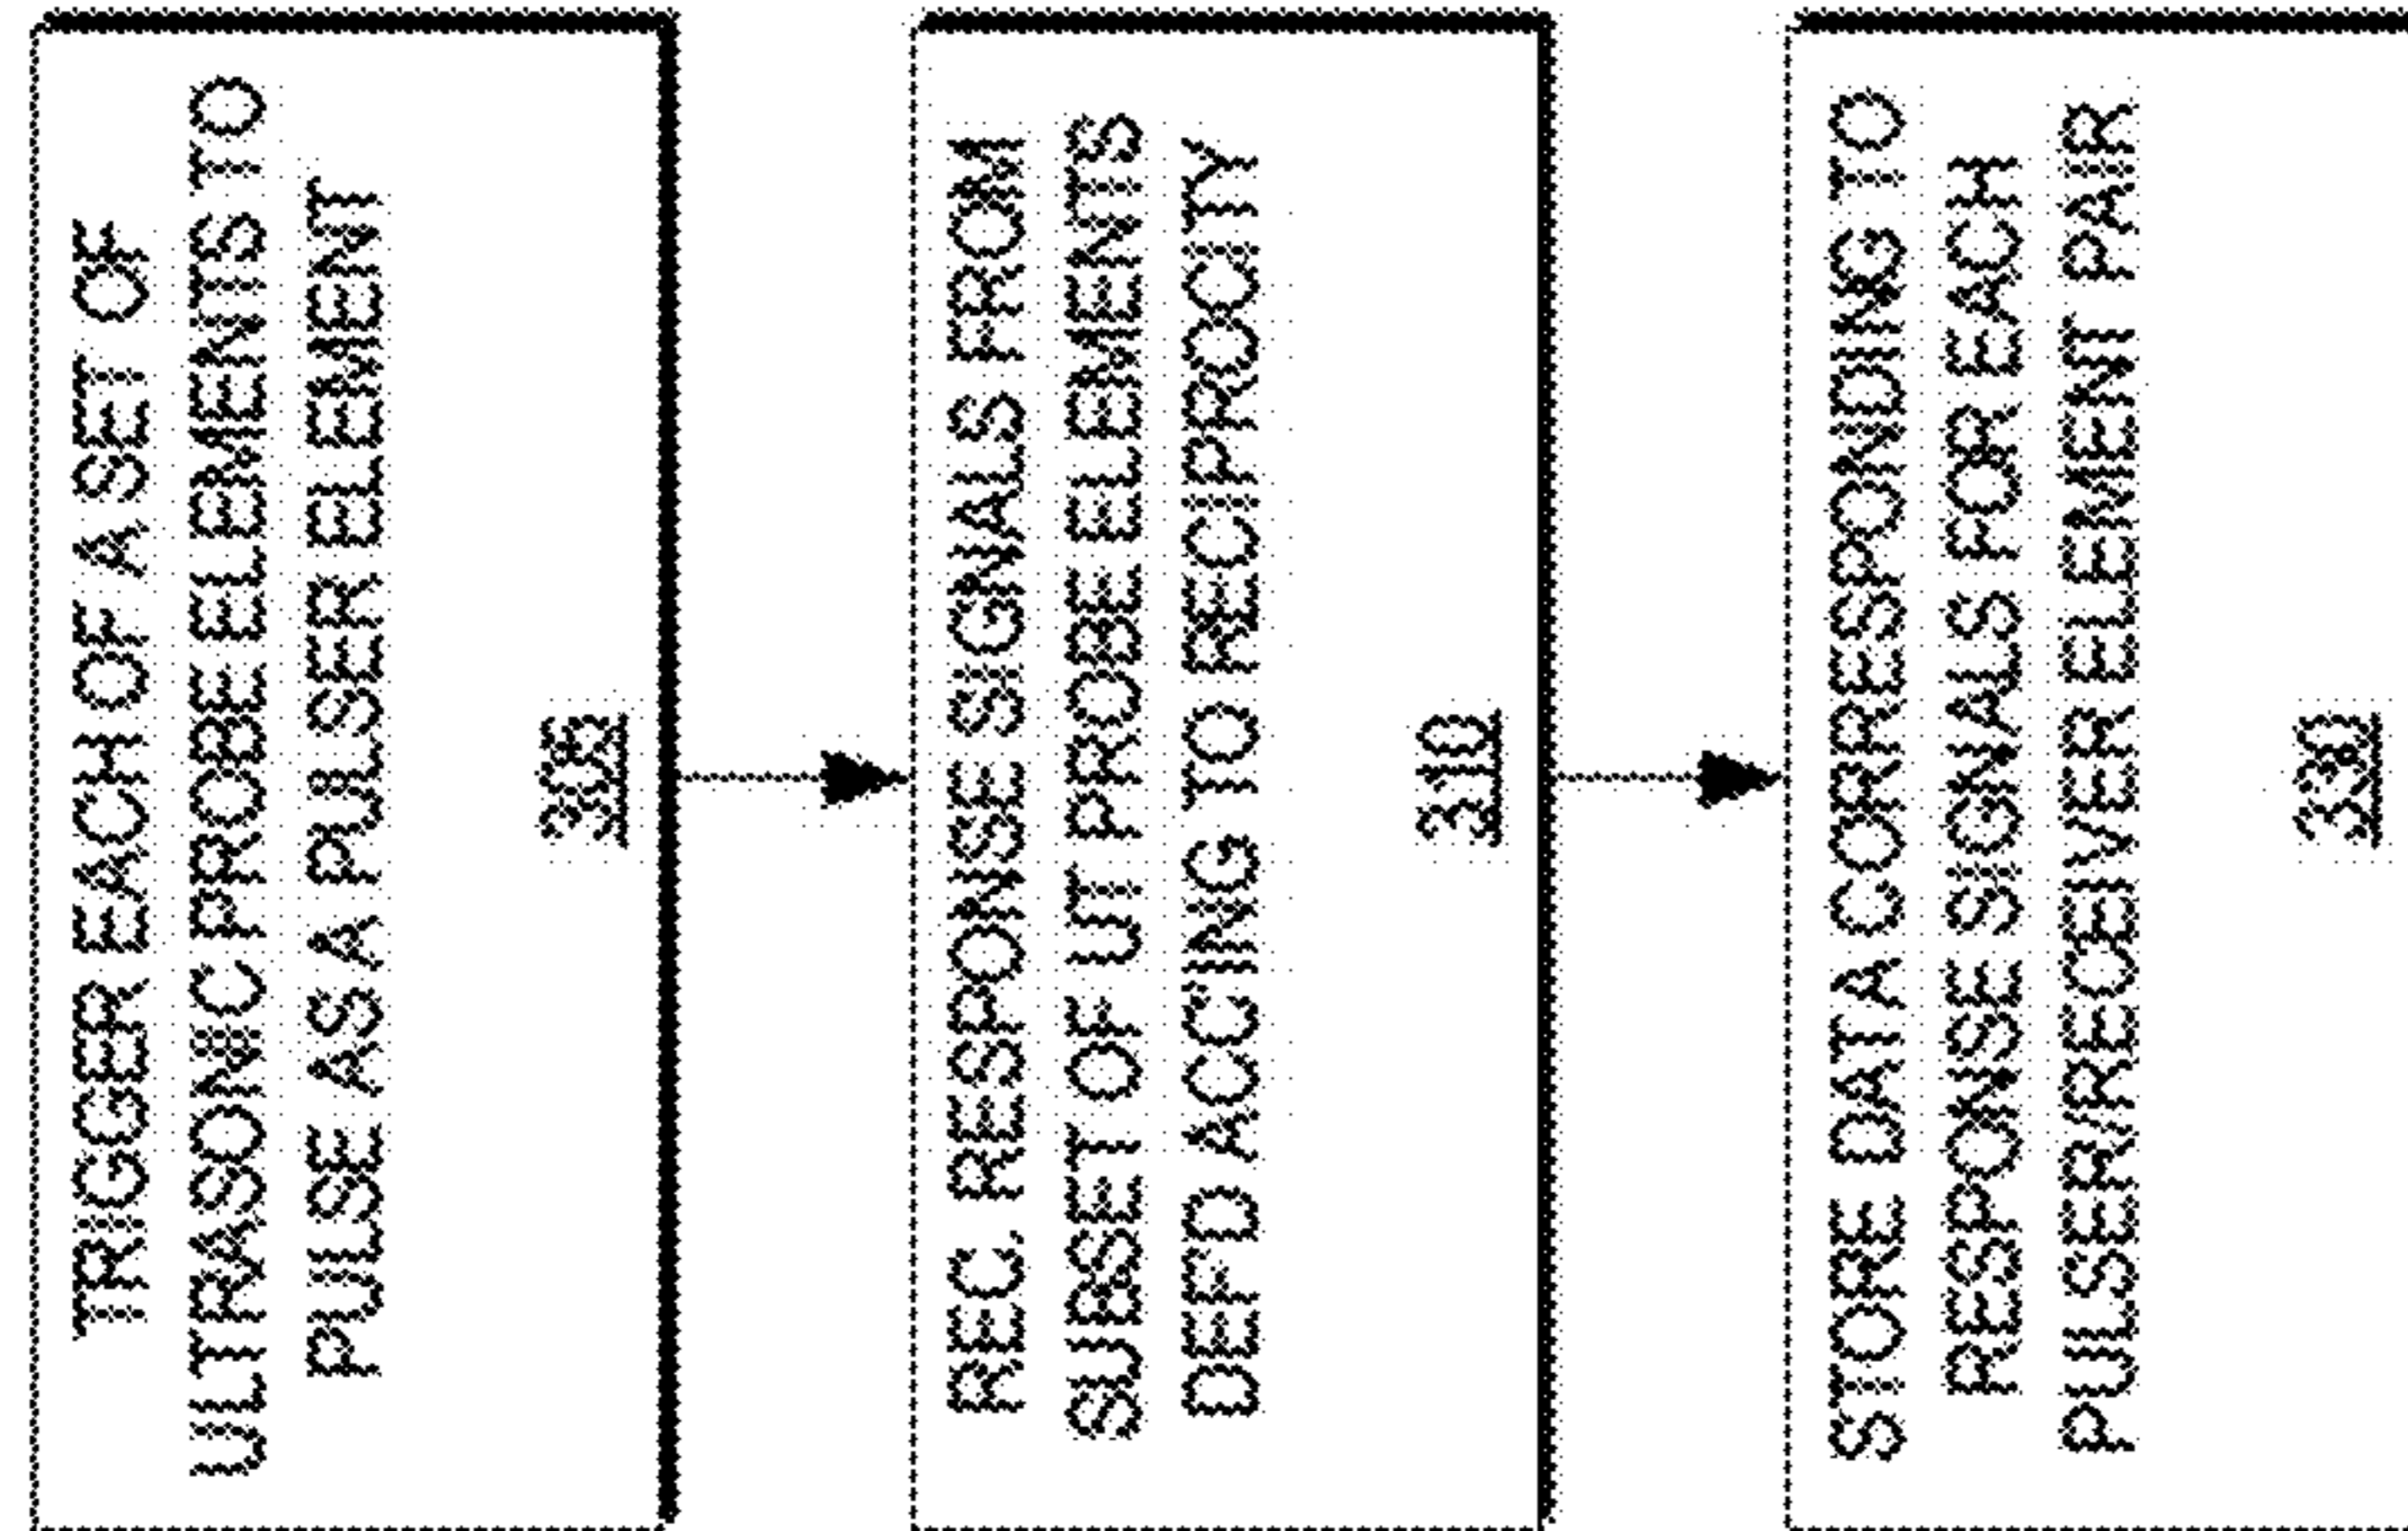 TRIGGER EACH OF A SET OF
ULTRASONIC PROBE ELEMENTS TO
PULSE AS A PULSER ELEMENT
305
REC. RESPONSE SIGNALS FROM
SUBSET OF UT PROBE ELEMENTS
DEF'D ACC'ING TO RECIPROCITY
310
STORE DATA CORRESPONDING TO
RESPONSE SIGNALS FOR EACH
PULSER/RECEIVER ELEMENT PAIR
330